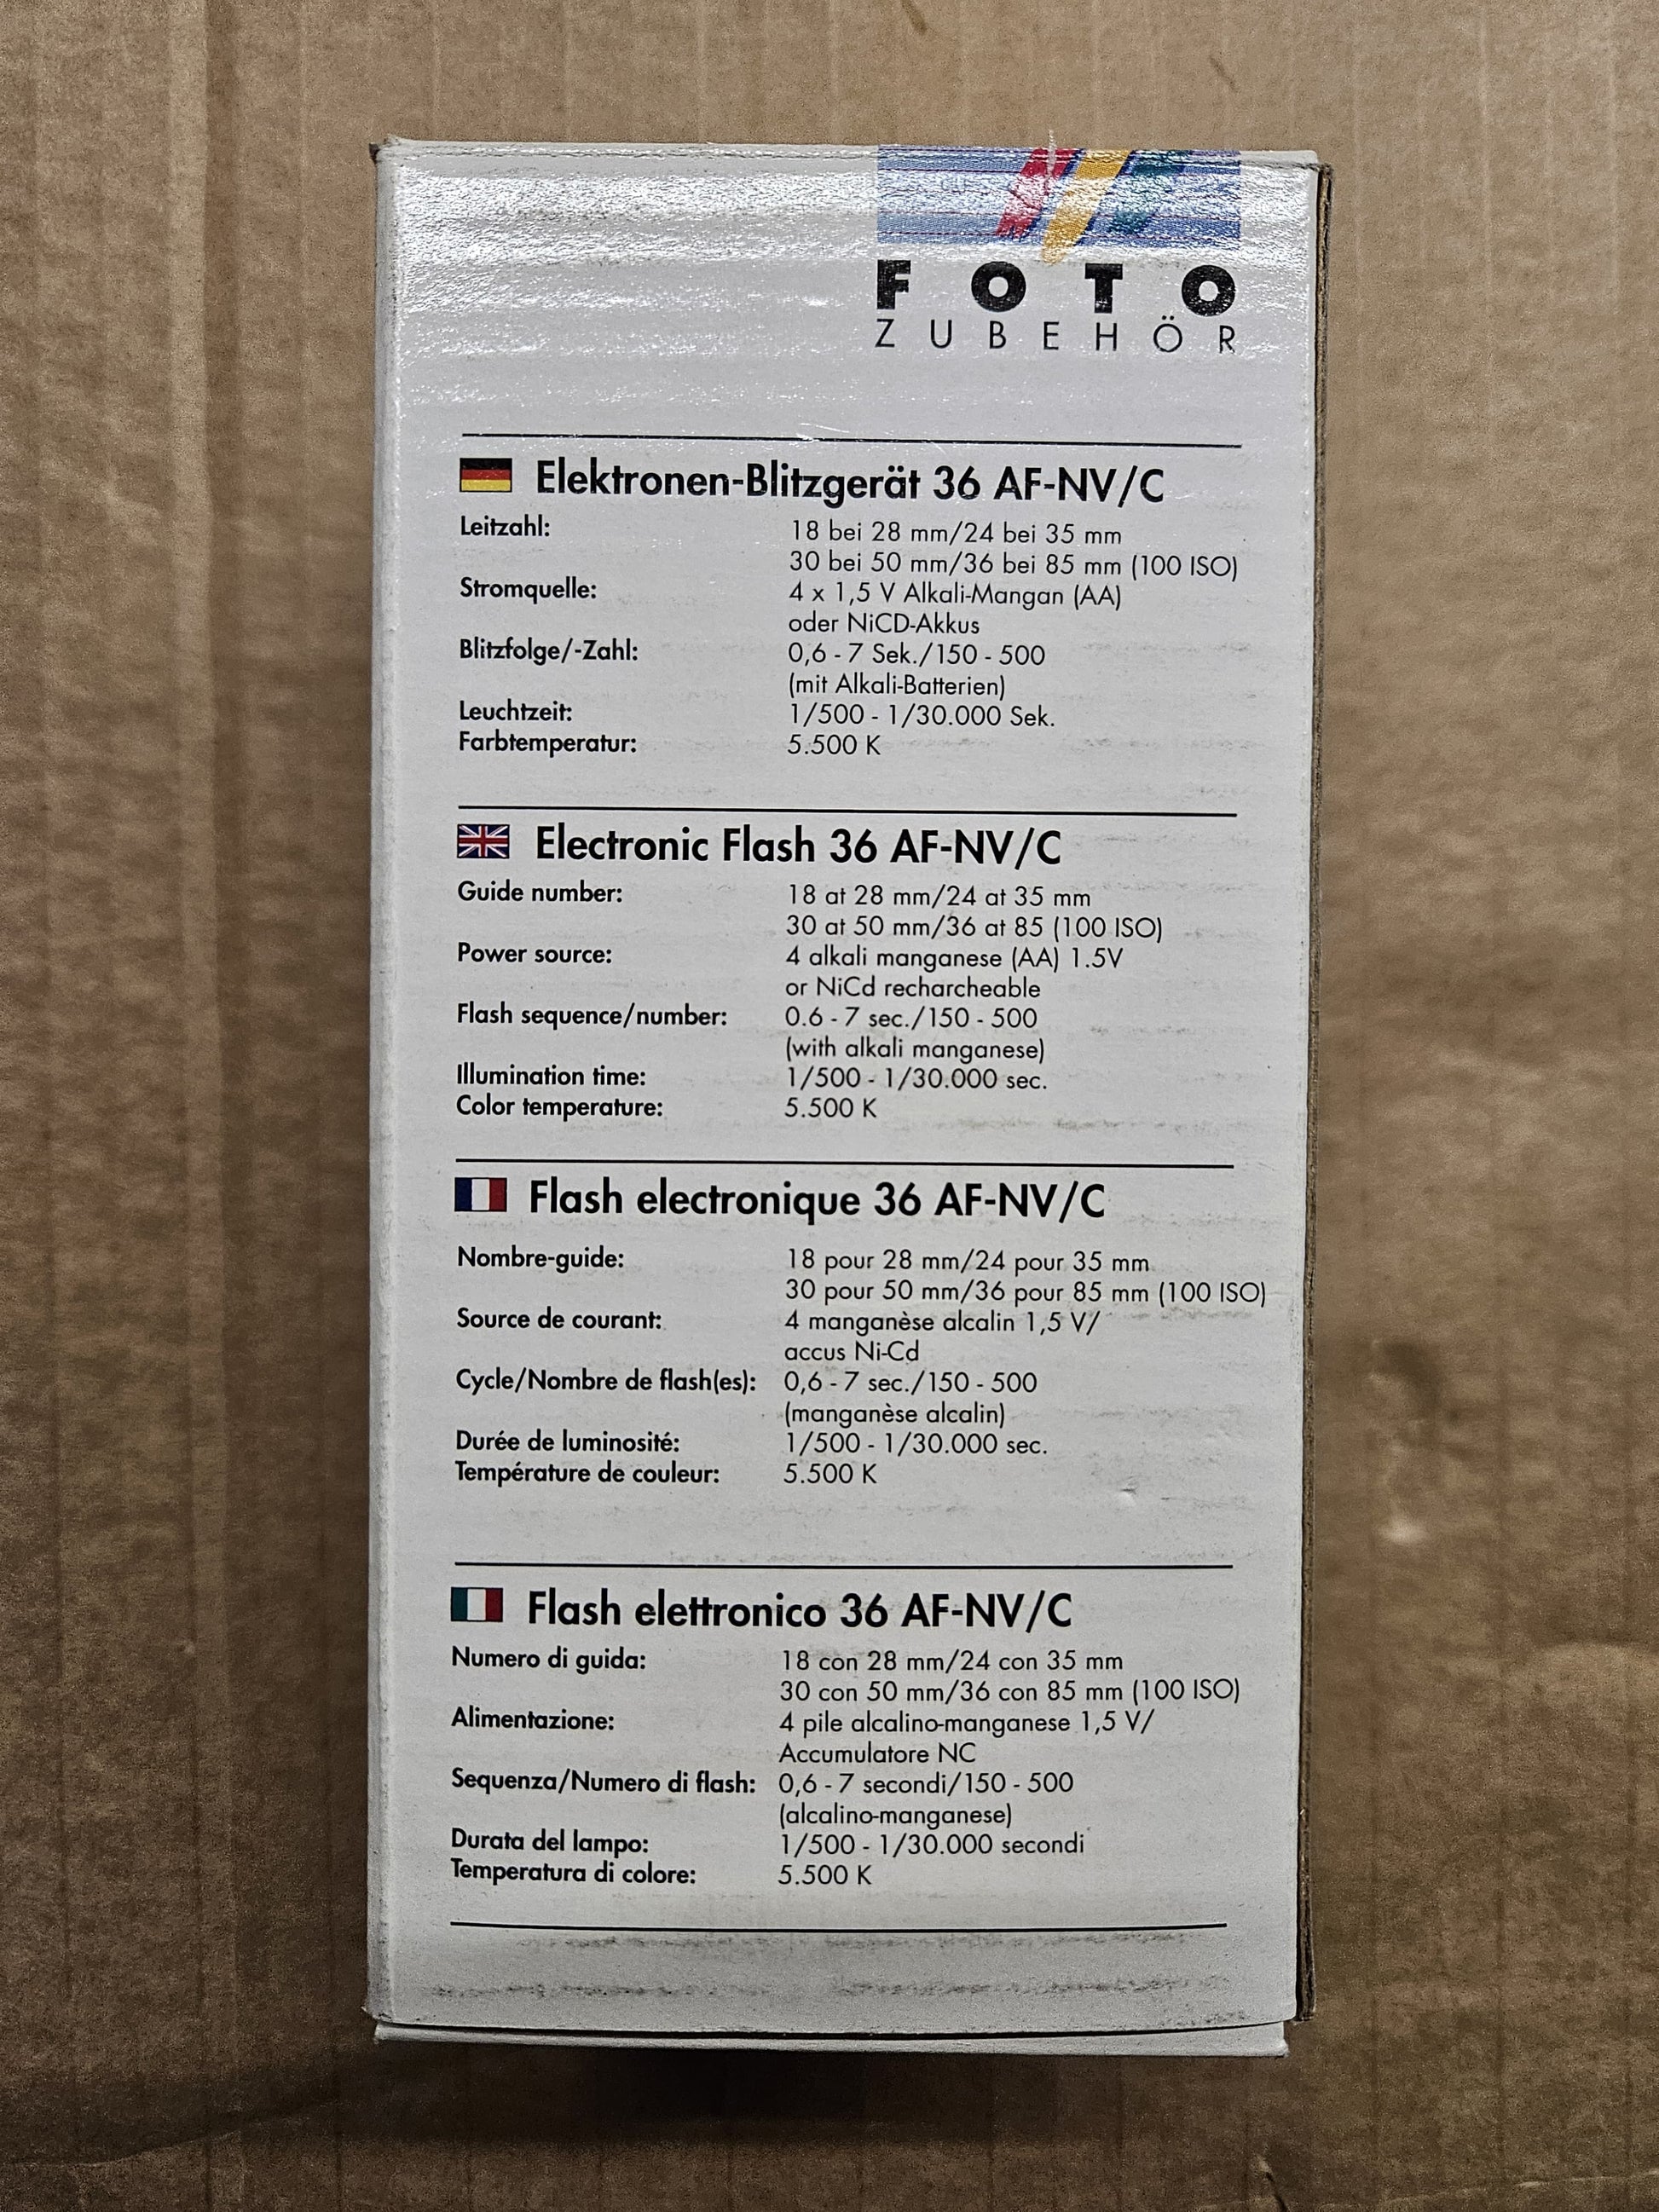 FOTO
ZUBEHÖR
Elektronen-Blitzgerät 36 AF-NV/C
Leitzahl: 18 bei 28 mm/24 bei 35 mm
30 bei 50 mm/36 bei 85 mm (100 ISO)
Stromquelle: 4 x 1,5 V Alkali-Mangan (AA)
oder NiCD-Akkus
Blitzfolge/-Zahl: 0,6 - 7 Sek./150 - 500
(mit Alkali-Batterien)
Leuchtzeit: 1/500 - 1/30.000 Sek.
Farbtemperatur: 5.500 K
Electronic Flash 36 AF-NV/C
Guide number: 18 at 28 mm/24 at 35 mm
30 at 50 mm/36 at 85 (100 ISO)
Power source: 4 alkali manganese (AA) 1.5V
or NiCd recharcheable
Flash sequence/number: 0.6 - 7 sec./150 - 500
(with alkali manganese)
Illumination time: 1/500 - 1/30.000 sec.
Color temperature: 5.500 K
Flash electronique 36 AF-NV/C
Nombre-guide: 18 pour 28 mm/24 pour 35 mm
30 pour 50 mm/36 pour 85 mm (100 ISO)
Source de courant: 4 manganèse alcalin 1,5 V/
accus Ni-Cd
Cycle/Nombre de flash(es): 0,6 - 7 sec./150 - 500
(manganèse alcalin)
Durée de luminosité: 1/500 - 1/30.000 sec.
Température de couleur: 5.500 K
Flash elettronico 36 AF-NV/C
Numero di guida: 18 con 28 mm/24 con 35 mm
30 con 50 mm/36 con 85 mm (100 ISO)
Alimentazione: 4 pile alcalino-manganese 1,5 V/
Accumulatore NC
Sequenza/Numero di flash: 0,6 - 7 secondi/150 - 500
(alcalino-manganese)
Durata del lampo: 1/500 - 1/30.000 secondi
Temperatura di colore: 5.500 K